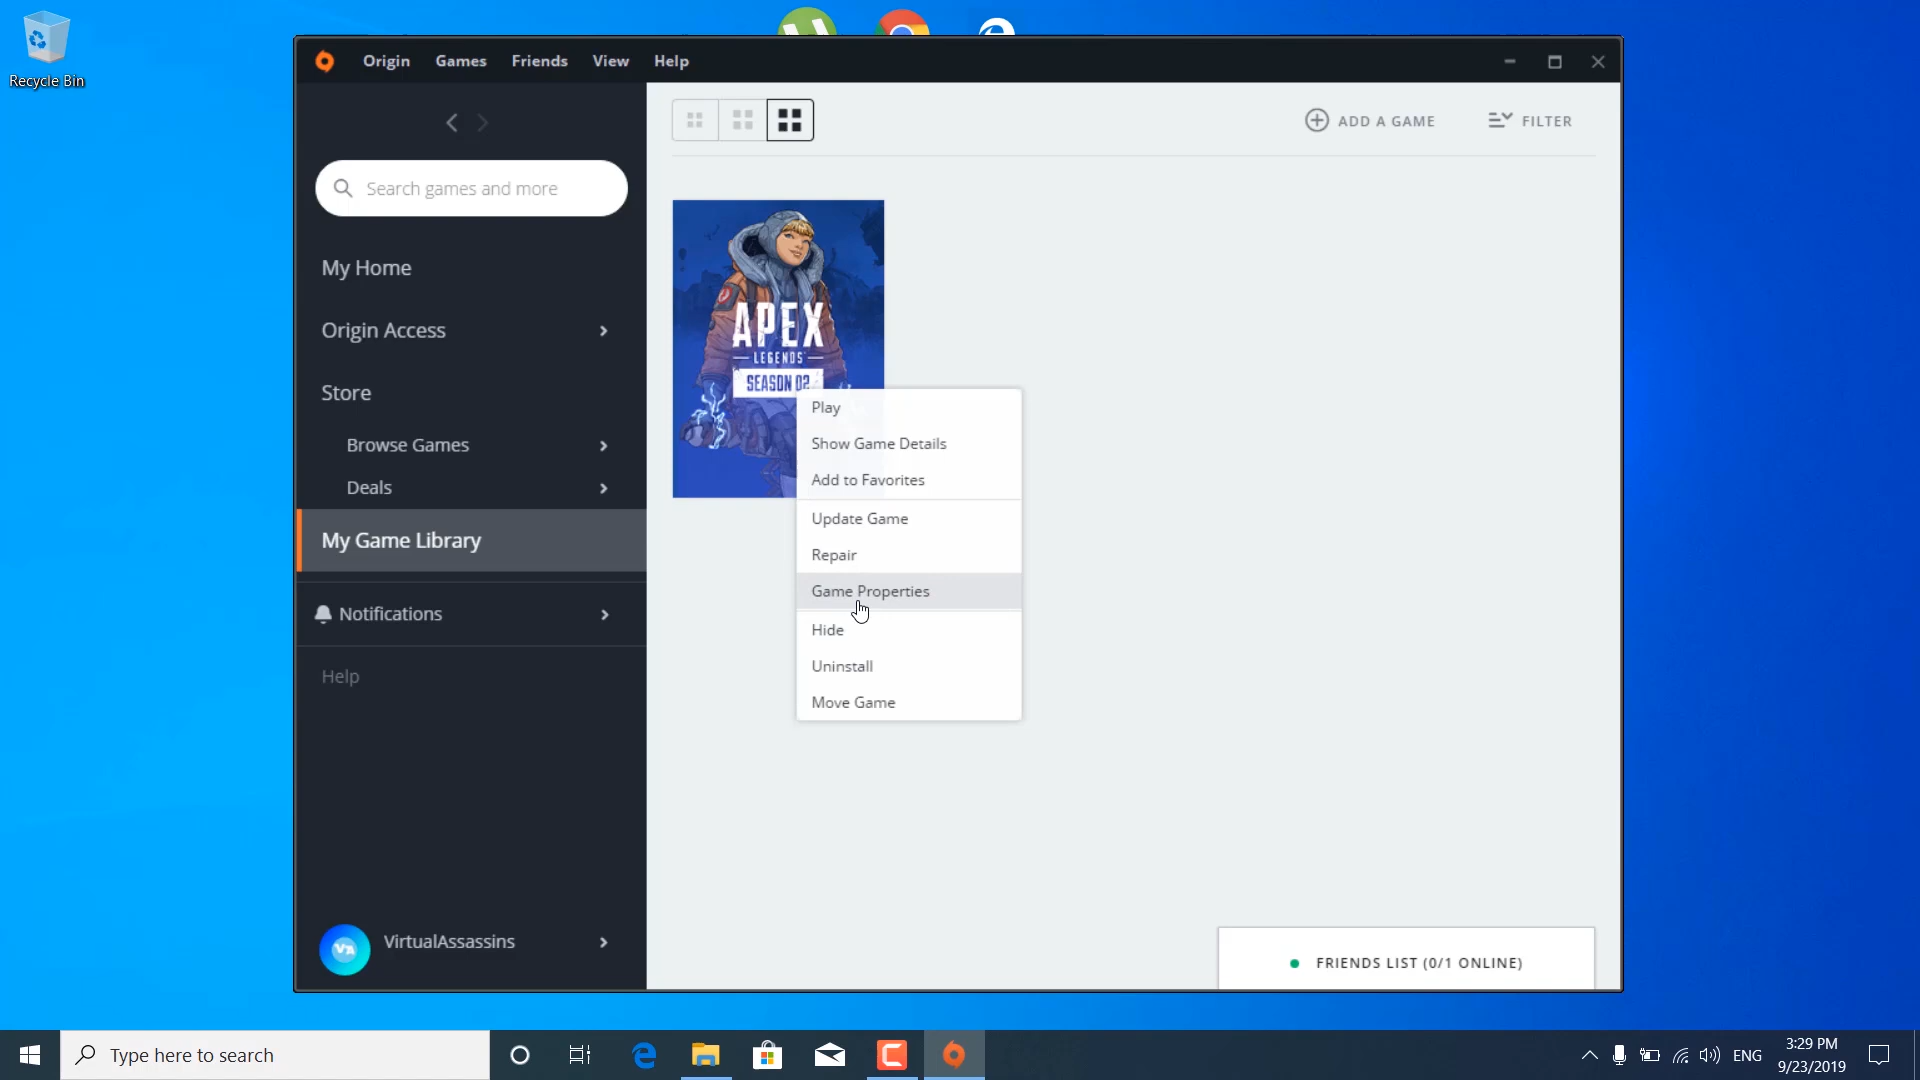 Recycle Bin
Origin Games Friends View Help
Search games and more
ADD A GAME
FILTER
My Home
Origin Access
Store
Browse Games
Deals
My Game Library
Notifications
Help
VirtualAssassins
VA
APEX
LEGENDS
SEASON 02
Play
Show Game Details
Add to Favorites
Update Game
Repair
Game Properties
Hide
Uninstall
Move Game
FRIENDS LIST (0/1 ONLINE)
Type here to search
ENG
3:29 PM
9/23/2019